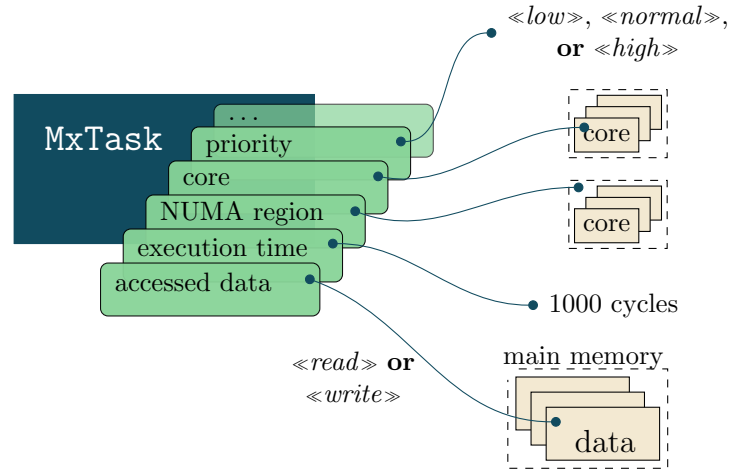 ≪low≫, ≪normal≫,
or ≪high≫
MxTask
...
priority
core
NUMA region
execution time
accessed data
core
core
1000 cycles
≪read≫ or
≪write≫
main memory
data